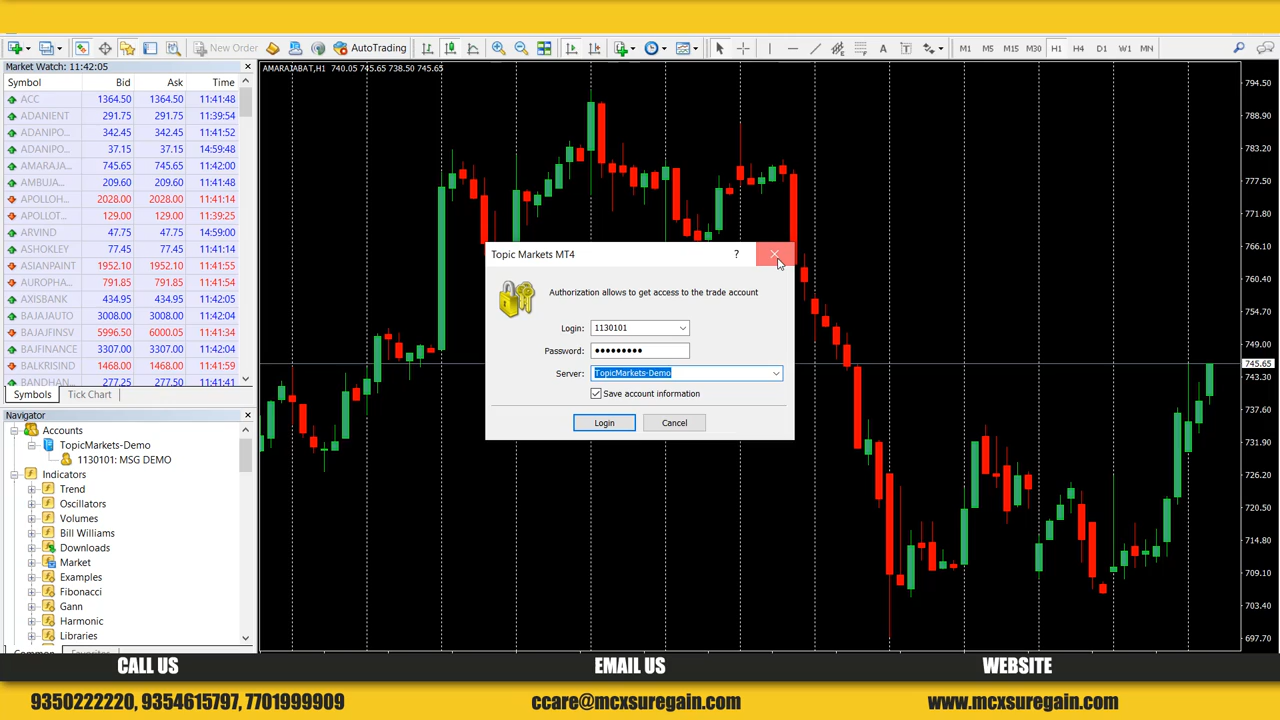 New Order
AutoTrading
M1 M5 M15 M30 H1 H4 D1 W1 MN
Market Watch: 11:42:05
Symbol Bid Ask Time
ACC 1364.50 1364.50 11:41:48
ADANIENT 291.75 291.75 11:39:54
ADANIPO... 342.45 342.45 11:41:52
ADANIPO... 37.15 37.15 14:59:48
AMARAJA... 745.65 745.65 11:42:00
AMBUJA... 209.60 209.60 11:41:48
APOLLOH... 2028.00 2028.00 11:41:14
APOLLOT... 129.00 129.00 11:39:25
ARVIND 47.75 47.75 14:59:00
ASHOKLEY 77.45 77.45 11:41:14
ASIANPAINT 1952.10 1952.10 11:41:55
AUROPHA... 791.85 791.85 11:41:34
AXISBANK 434.95 434.95 11:42:05
BAJAJAUTO 3008.00 3008.00 11:42:04
BAJAJFINSV 5996.50 6000.05 11:41:34
BAJFINANCE 3307.00 3307.00 11:42:04
BALKRISIND 1468.00 1468.00 11:41:59
BANDHAN... 277.25 277.50 11:41:41
Symbols Tick Chart
Navigator
Accounts
TopicMarkets-Demo
1130101: MSG DEMO
Indicators
Trend
Oscillators
Volumes
Bill Williams
Downloads
Market
Examples
Fibonacci
Gann
Harmonic
Libraries
Common Favorites
AMARAJABAT,H1 740.05 745.65 738.50 745.65
794.50
788.90
783.20
777.50
771.80
766.10
760.40
754.70
749.00
745.65
743.30
737.60
731.90
726.20
720.50
714.80
709.10
703.40
697.70
Topic Markets MT4 ?
Authorization allows to get access to the trade account
Login: 1130101
Password: •••••••••
Server: TopicMarkets-Demo
Save account information
Login Cancel
CALL US EMAIL US WEBSITE
9350222220, 9354615797, 7701999909 ccare@mcxsuregain.com www.mcxsuregain.com